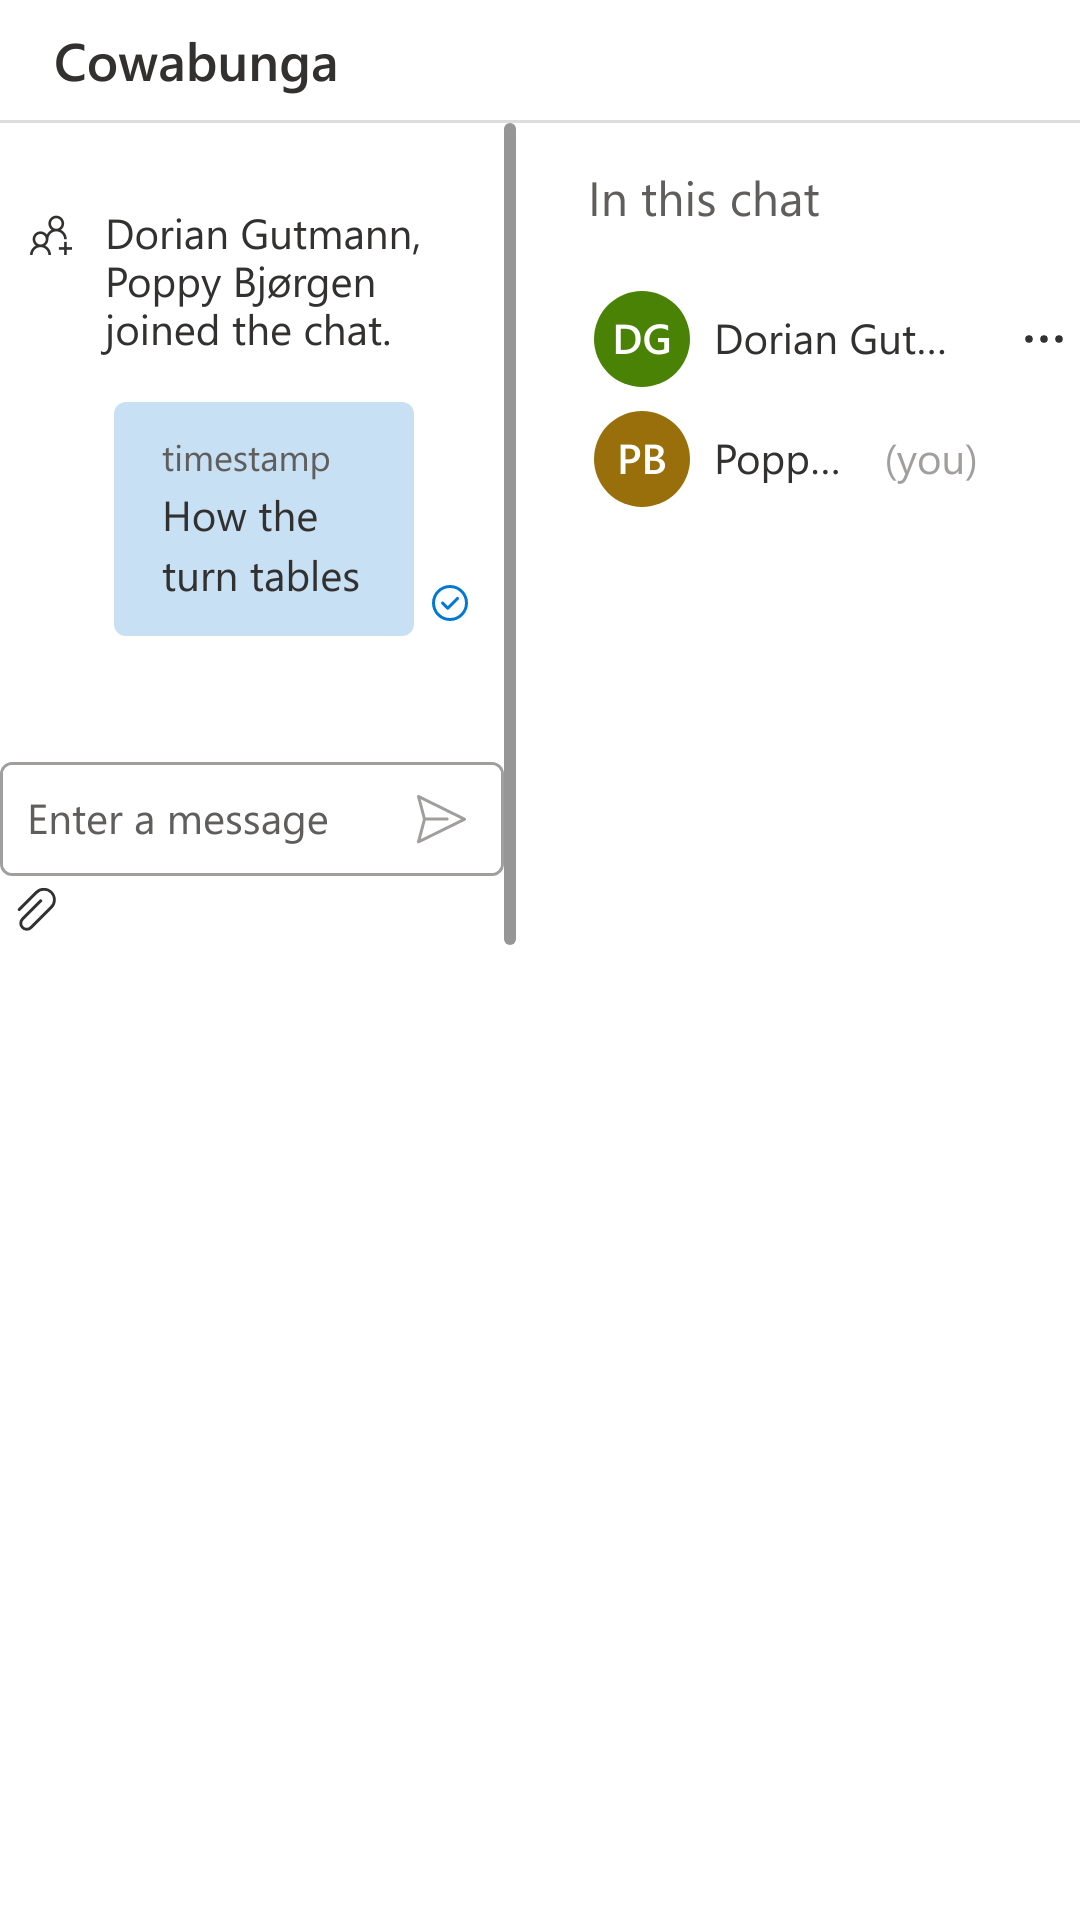 Cowabunga
Dorian Gutmann,
Poppy Bjørgen
joined the chat.
timestamp
How the
turn tables
Enter a message
In this chat
DG Dorian Gut...
PB Popp... (you)